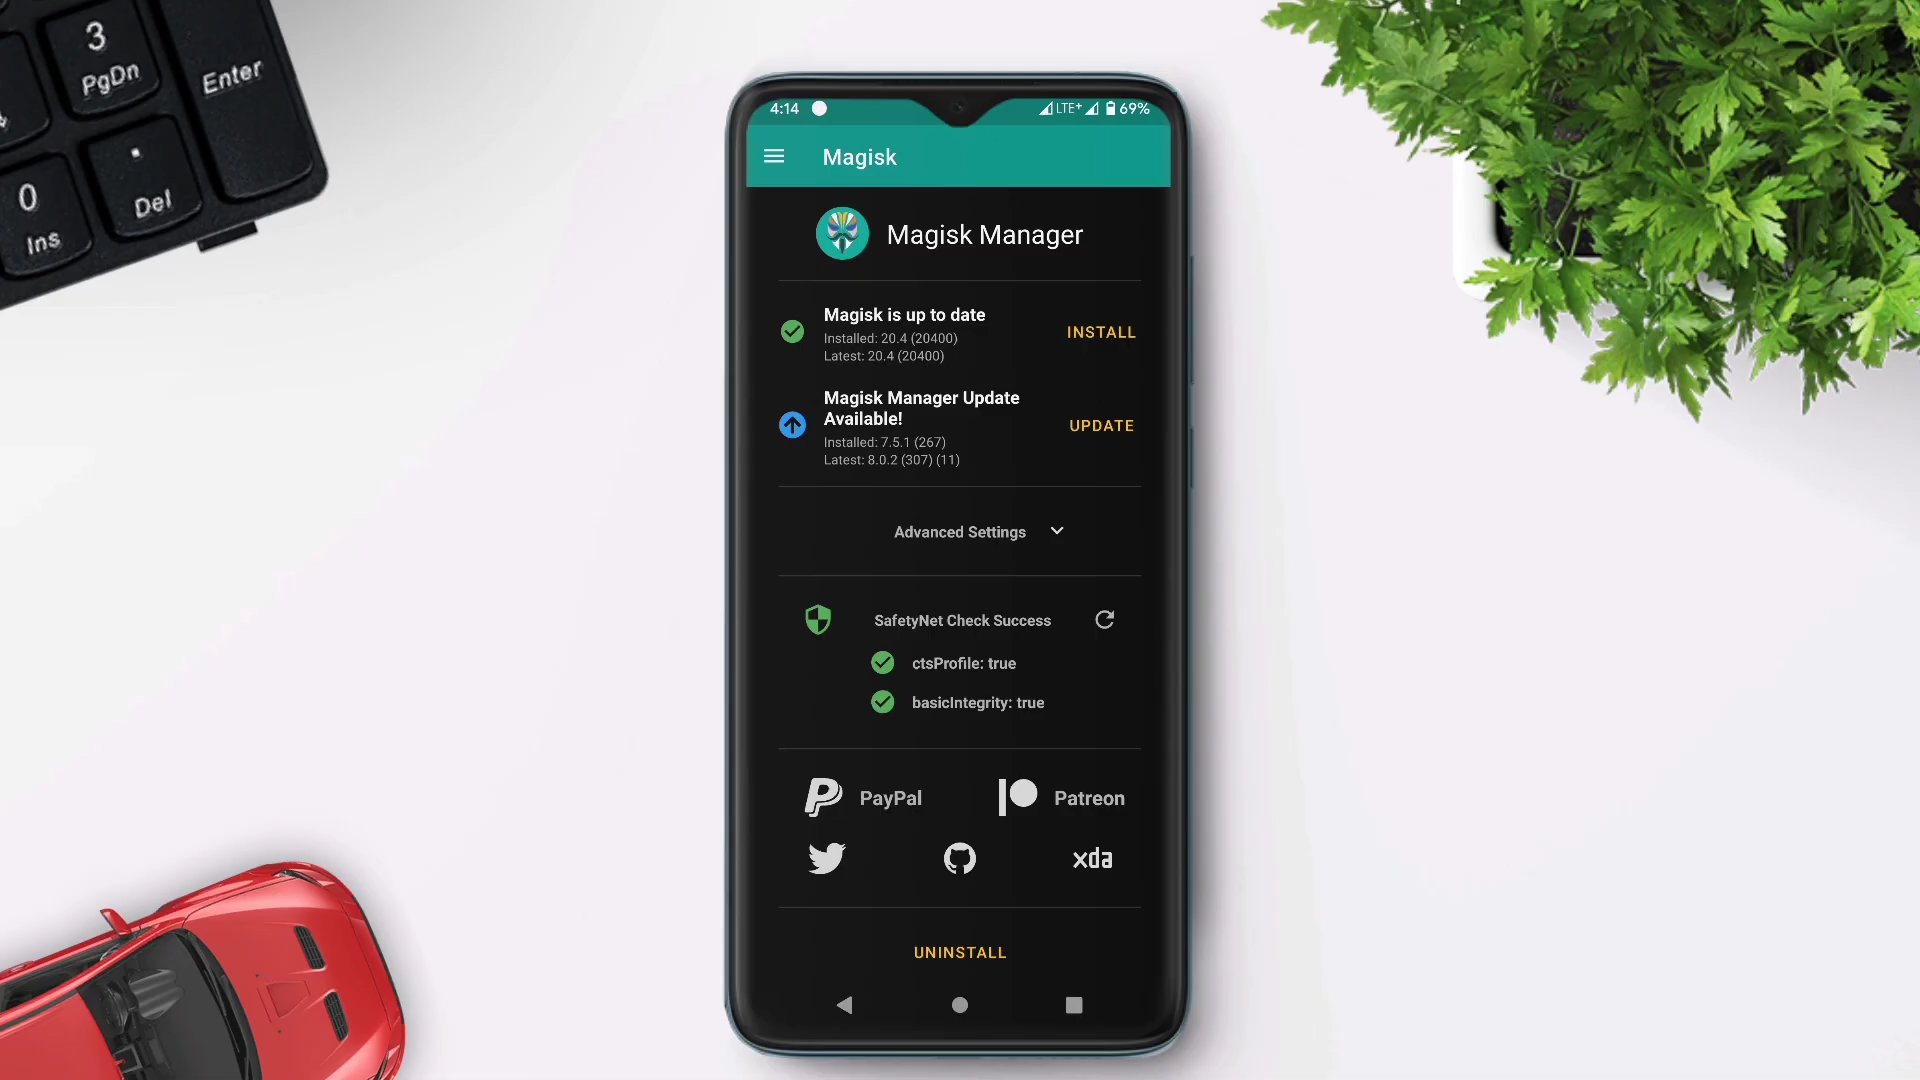 3
PgDn
Enter
.
Del
0
Ins
4:14
LTE+
69%
Magisk
Magisk Manager
Magisk is up to date
Installed: 20.4 (20400)
Latest: 20.4 (20400)
INSTALL
Magisk Manager Update
Available!
Installed: 7.5.1 (267)
Latest: 8.0.2 (307) (11)
UPDATE
Advanced Settings
SafetyNet Check Success
ctsProfile: true
basicIntegrity: true
PayPal
Patreon
xda
UNINSTALL